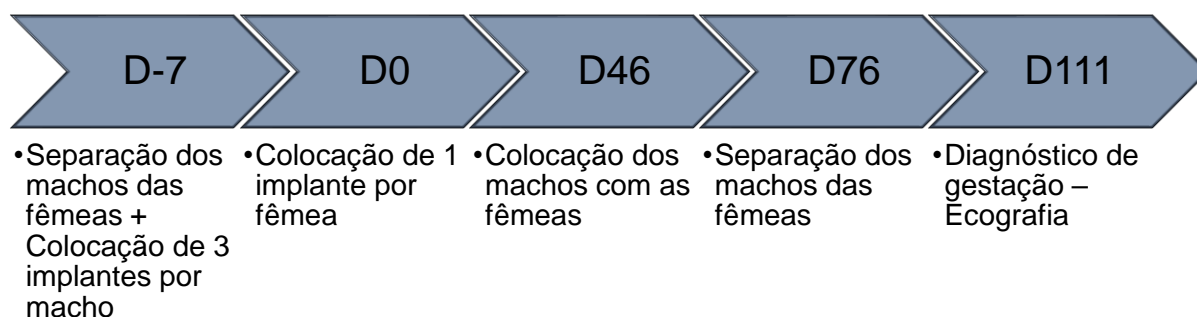 D-7
D0
D46
D76
D111
•Separação dos
machos das
fêmeas +
Colocação de 3
implantes por
macho
•Colocação de 1
implante por
fêmea
•Colocação dos
machos com as
fêmeas
•Separação dos
machos das
fêmeas
•Diagnóstico de
gestação –
Ecografia